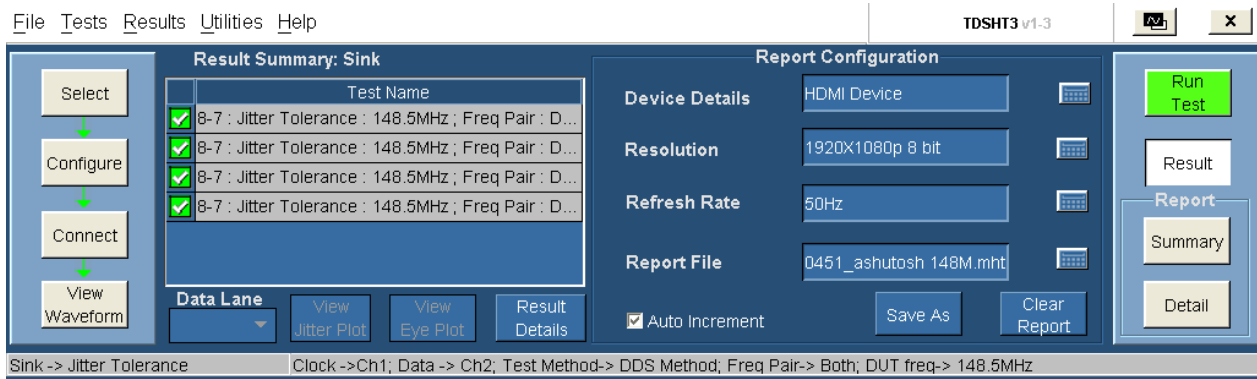 File Tests Results Utilities Help TDSHT3 v1-3 x
Result Summary: Sink
Report Configuration
Select
Configure
Connect
View
Waveform
Test Name
8-7 : Jitter Tolerance : 148.5MHz ; Freq Pair : D...
8-7 : Jitter Tolerance : 148.5MHz ; Freq Pair : D...
8-7 : Jitter Tolerance : 148.5MHz ; Freq Pair : D...
8-7 : Jitter Tolerance : 148.5MHz ; Freq Pair : D...
Data Lane
View
Jitter Plot
View
Eye Plot
Result
Details
Device Details HDMI Device
Resolution 1920X1080p 8 bit
Refresh Rate 50Hz
Report File 0451_ashutosh 148M.mht
Auto Increment
Save As
Clear
Report
Run
Test
Result
Report
Summary
Detail
Sink -> Jitter Tolerance Clock ->Ch1; Data -> Ch2; Test Method-> DDS Method; Freq Pair-> Both; DUT freq-> 148.5MHz